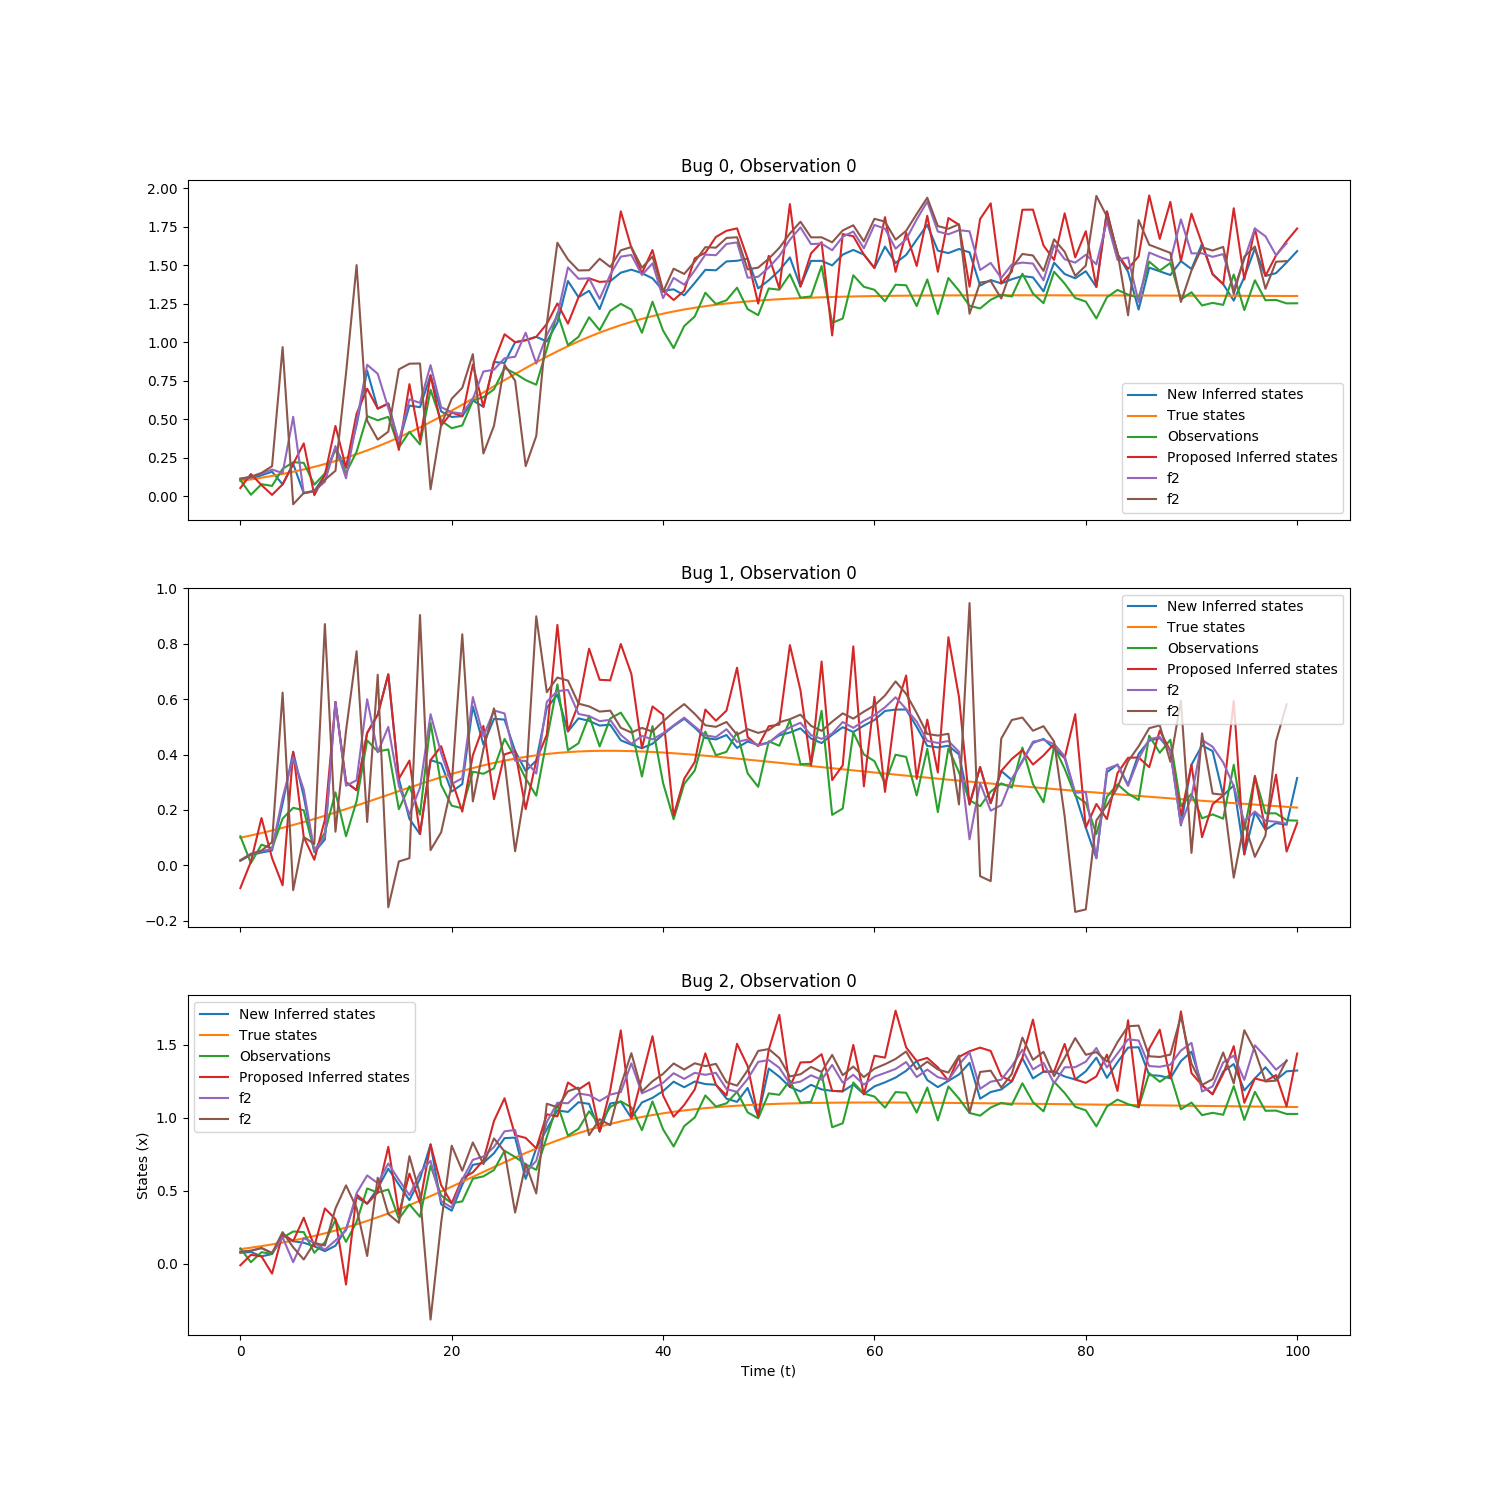 Bug 0, Observation 0
2.00
1.75
1.50
1.25
1.00
0.75
0.50
0.25
0.00
New Inferred states
True states
Observations
Proposed Inferred states
f2
f2
Bug 1, Observation 0
1.0
0.8
0.6
0.4
0.2
0.0
−0.2
New Inferred states
True states
Observations
Proposed Inferred states
f2
f2
Bug 2, Observation 0
States (x)
1.5
1.0
0.5
0.0
New Inferred states
True states
Observations
Proposed Inferred states
f2
f2
0 20 40 60 80 100
Time (t)